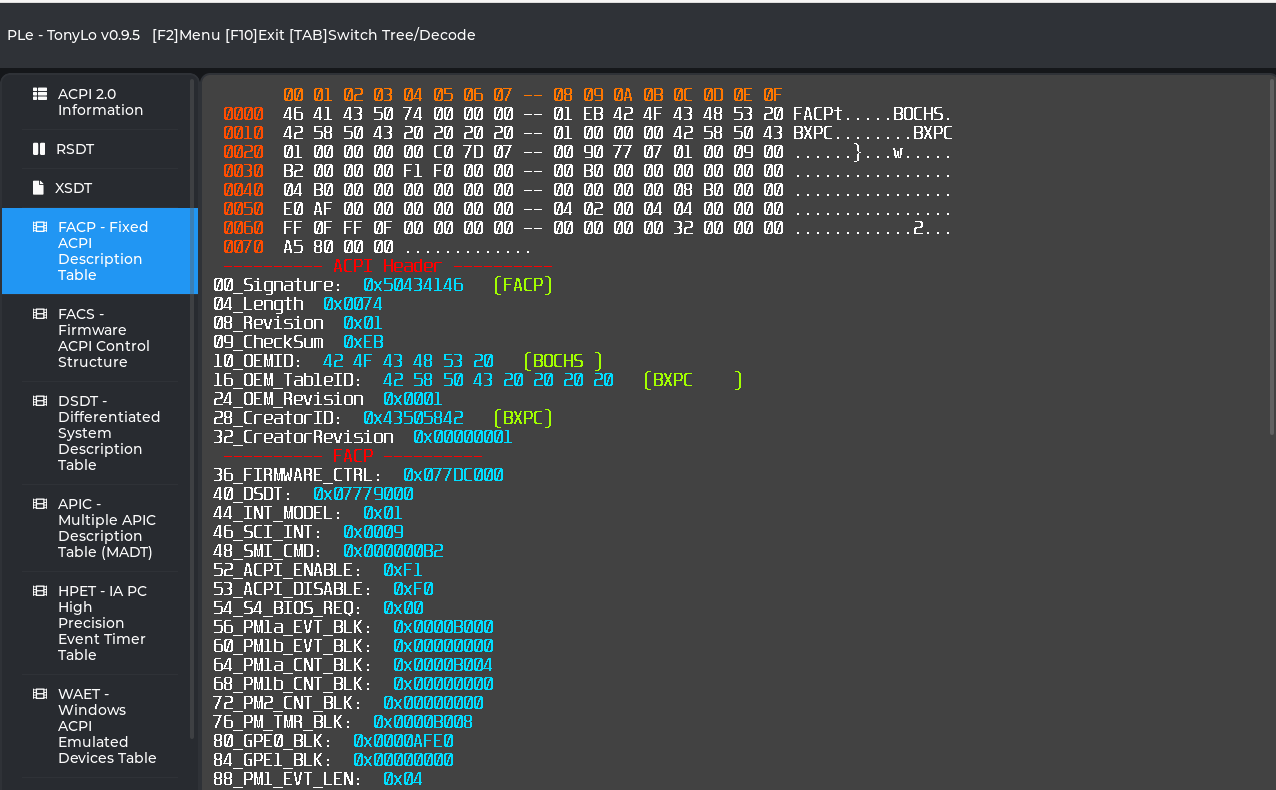 PLe - TonyLo v0.9.5   [F2]Menu [F10]Exit [TAB]Switch Tree/Decode
ACPI 2.0
Information
RSDT
XSDT
FACP - Fixed
ACPI
Description
Table
FACS -
Firmware
ACPI Control
Structure
DSDT -
Differentiated
System
Description
Table
APIC -
Multiple APIC
Description
Table (MADT)
HPET - IA PC
High
Precision
Event Timer
Table
WAET -
Windows
ACPI
Emulated
Devices Table
00 01 02 03 04 05 06 07 -- 08 09 0A 0B 0C 0D 0E 0F
0000  46 41 43 50 74 00 00 00 -- 01 EB 42 4F 43 48 53 20 FACPt.....BOCHS.
0010  42 58 50 43 20 20 20 20 -- 01 00 00 00 42 58 50 43 BXPC........BXPC
0020  01 00 00 00 00 C0 7D 07 -- 00 90 77 07 01 00 09 00 ......}...w.....
0030  B2 00 00 00 F1 F0 00 00 -- 00 B0 00 00 00 00 00 00 ................
0040  04 B0 00 00 00 00 00 00 -- 00 00 00 00 08 B0 00 00 ................
0050  E0 AF 00 00 00 00 00 00 -- 04 02 00 04 04 00 00 00 ................
0060  FF 0F FF 0F 00 00 00 00 -- 00 00 00 00 32 00 00 00 ............2...
0070  A5 80 00 00 .............
---------- ACPI Header ----------
00_Signature:  0x50434146   (FACP)
04_Length  0x0074
08_Revision  0x01
09_CheckSum  0xEB
10_OEMID:  42 4F 43 48 53 20   (BOCHS )
16_OEM_TableID:  42 58 50 43 20 20 20 20   (BXPC    )
24_OEM_Revision  0x0001
28_CreatorID:  0x43505842   (BXPC)
32_CreatorRevision  0x00000001
---------- FACP ----------
36_FIRMWARE_CTRL:  0x077DC000
40_DSDT:  0x07779000
44_INT_MODEL:  0x01
46_SCI_INT:  0x0009
48_SMI_CMD:  0x000000B2
52_ACPI_ENABLE:  0xF1
53_ACPI_DISABLE:  0xF0
54_S4_BIOS_REQ:  0x00
56_PM1a_EVT_BLK:  0x0000B000
60_PM1b_EVT_BLK:  0x00000000
64_PM1a_CNT_BLK:  0x0000B004
68_PM1b_CNT_BLK:  0x00000000
72_PM2_CNT_BLK:  0x00000000
76_PM_TMR_BLK:  0x0000B008
80_GPE0_BLK:  0x0000AFE0
84_GPE1_BLK:  0x00000000
88_PM1_EVT_LEN:  0x04